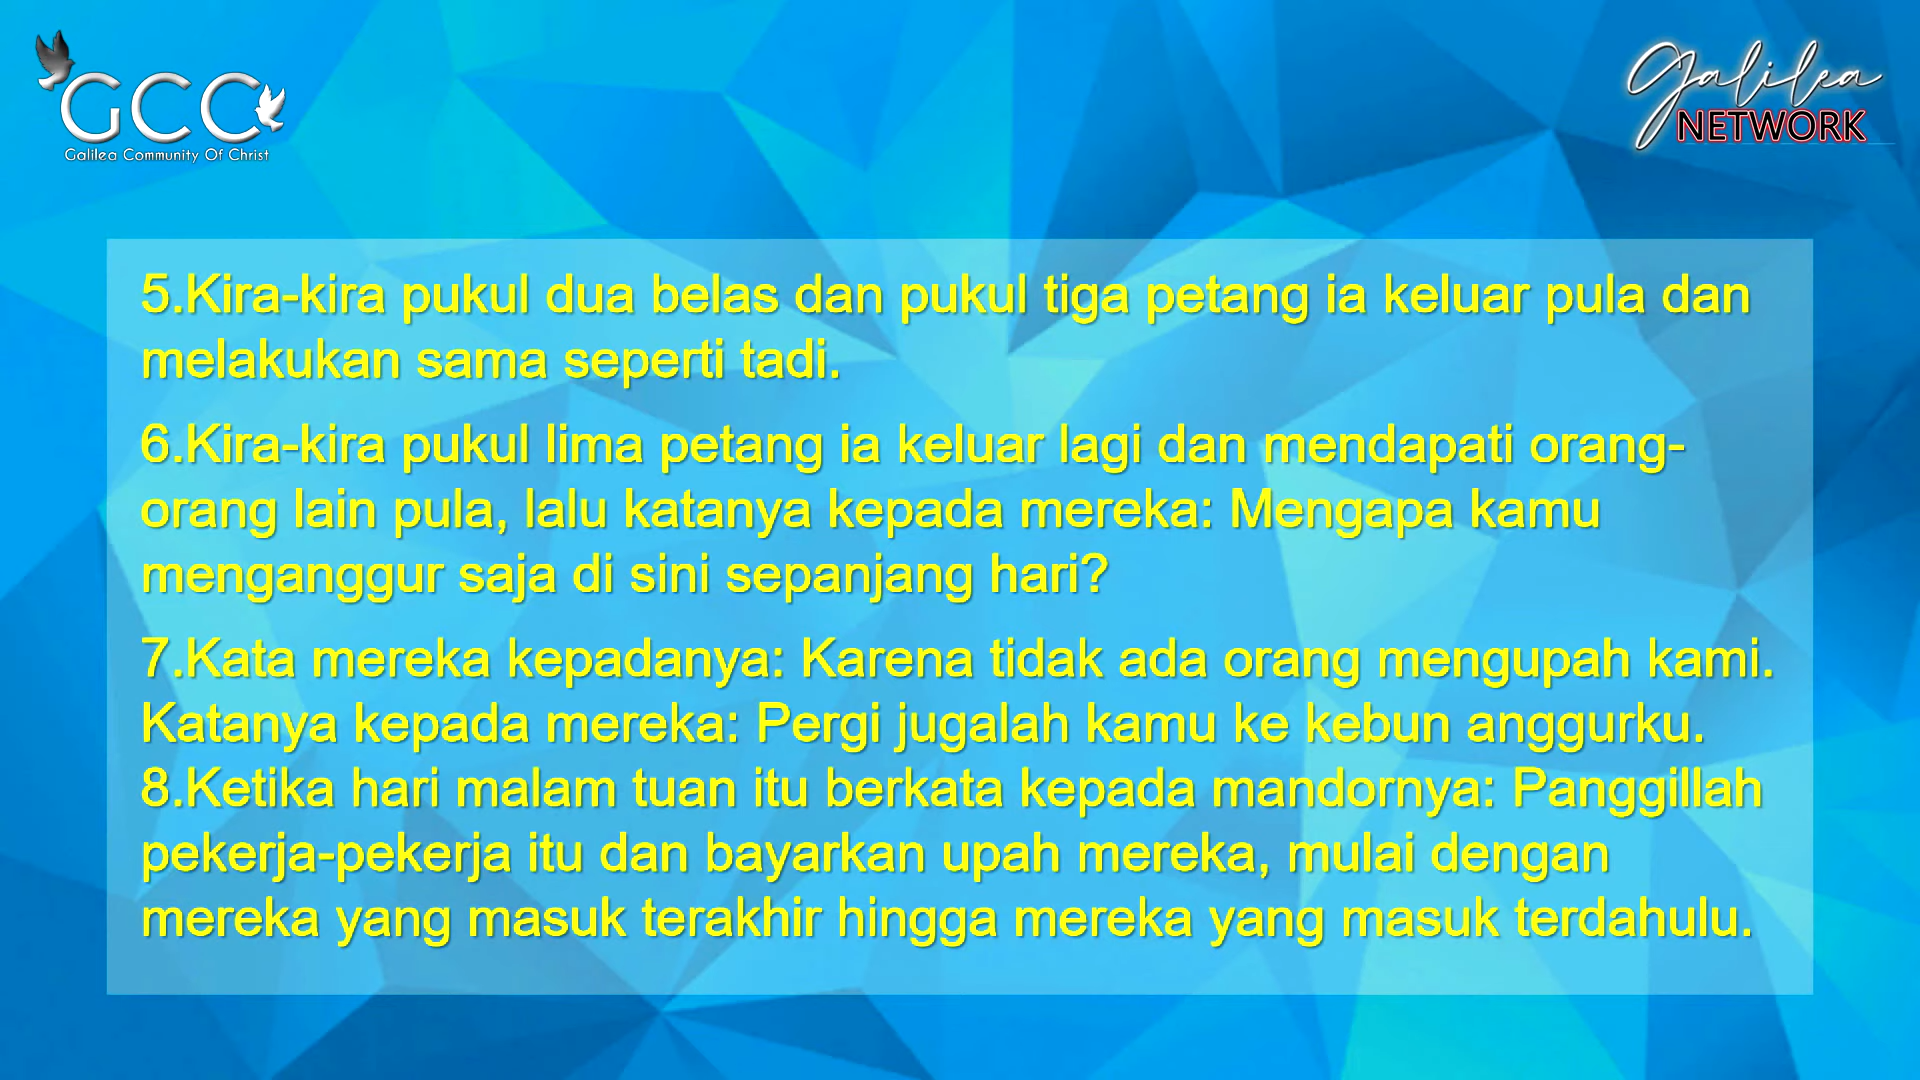 GCC
Galilea Community Of Christ
Galilea
NETWORK
5.Kira-kira pukul dua belas dan pukul tiga petang ia keluar pula dan
melakukan sama seperti tadi.
6.Kira-kira pukul lima petang ia keluar lagi dan mendapati orang-
orang lain pula, lalu katanya kepada mereka: Mengapa kamu
menganggur saja di sini sepanjang hari?
7.Kata mereka kepadanya: Karena tidak ada orang mengupah kami.
Katanya kepada mereka: Pergi jugalah kamu ke kebun anggurku.
8.Ketika hari malam tuan itu berkata kepada mandornya: Panggillah
pekerja-pekerja itu dan bayarkan upah mereka, mulai dengan
mereka yang masuk terakhir hingga mereka yang masuk terdahulu.